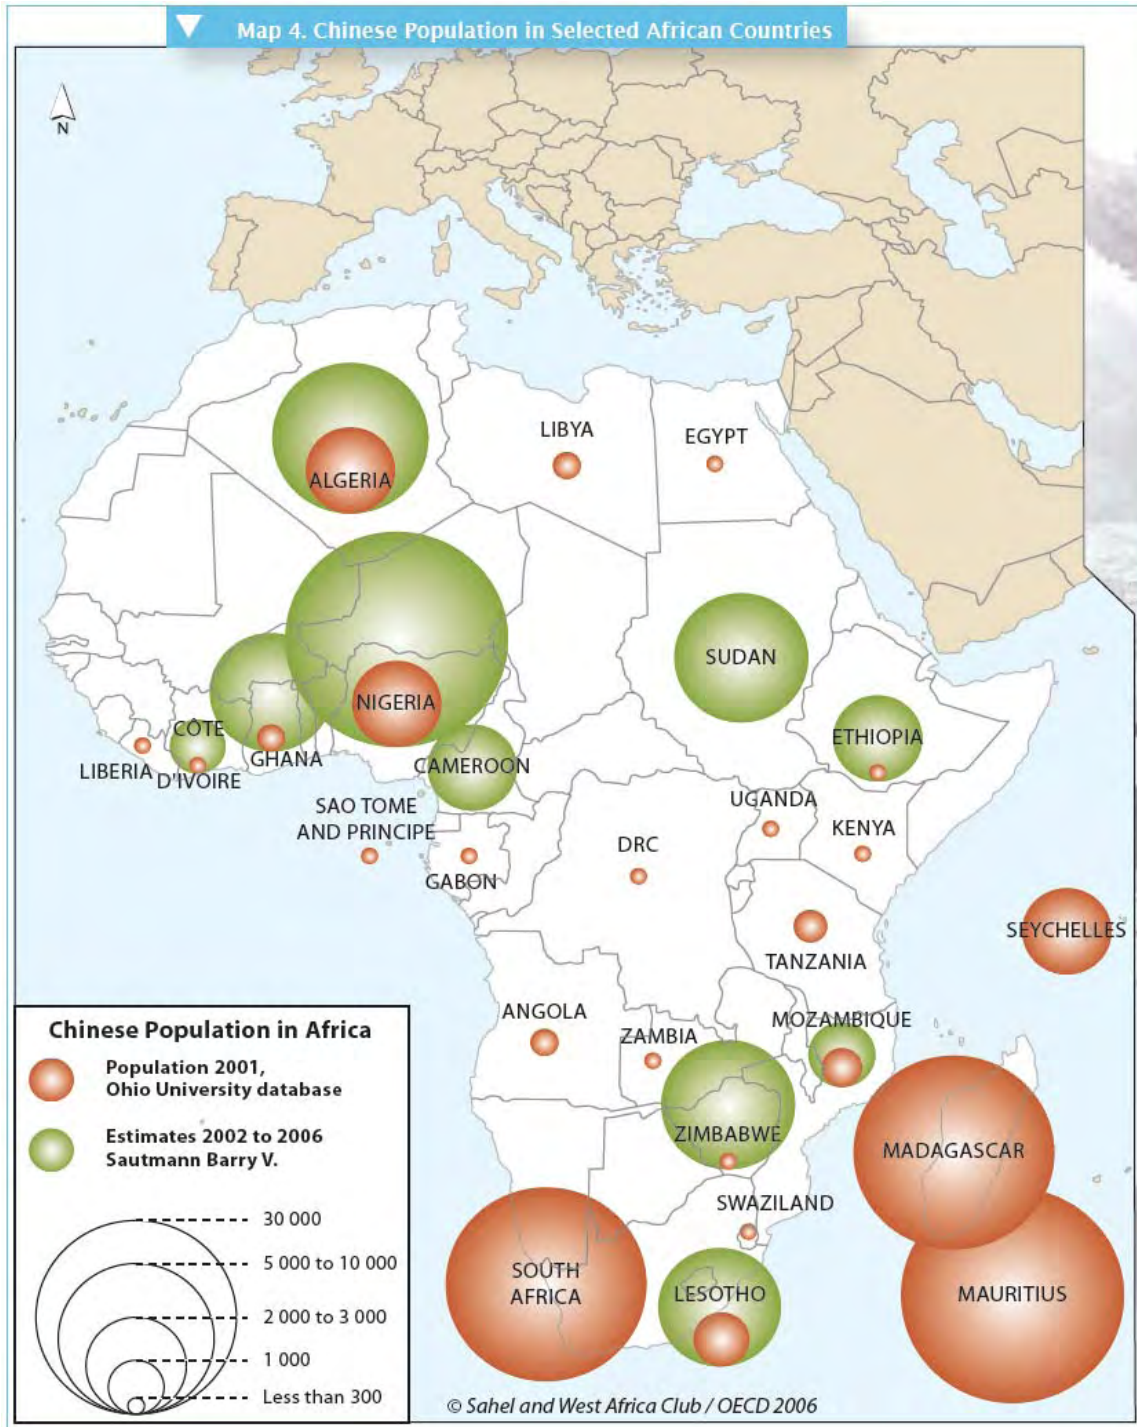 Map 4. Chinese Population in Selected African Countries
N
LIBYA
EGYPT
ALGERIA
SUDAN
NIGERIA
CÔTE
D'IVOIRE
ETHIOPIA
GHANA
LIBERIA
CAMEROON
SAO TOME
AND PRINCIPE
UGANDA
KENYA
DRC
GABON
SEYCHELLES
TANZANIA
ANGOLA
MOZAMBIQUE
ZAMBIA
ZIMBABWE
MADAGASCAR
SWAZILAND
SOUTH
AFRICA
LESOTHO
MAURITIUS
Chinese Population in Africa
Population 2001,
Ohio University database
Estimates 2002 to 2006
Sautmann Barry V.
30 000
5 000 to 10 000
2 000 to 3 000
1 000
Less than 300
© Sahel and West Africa Club / OECD 2006